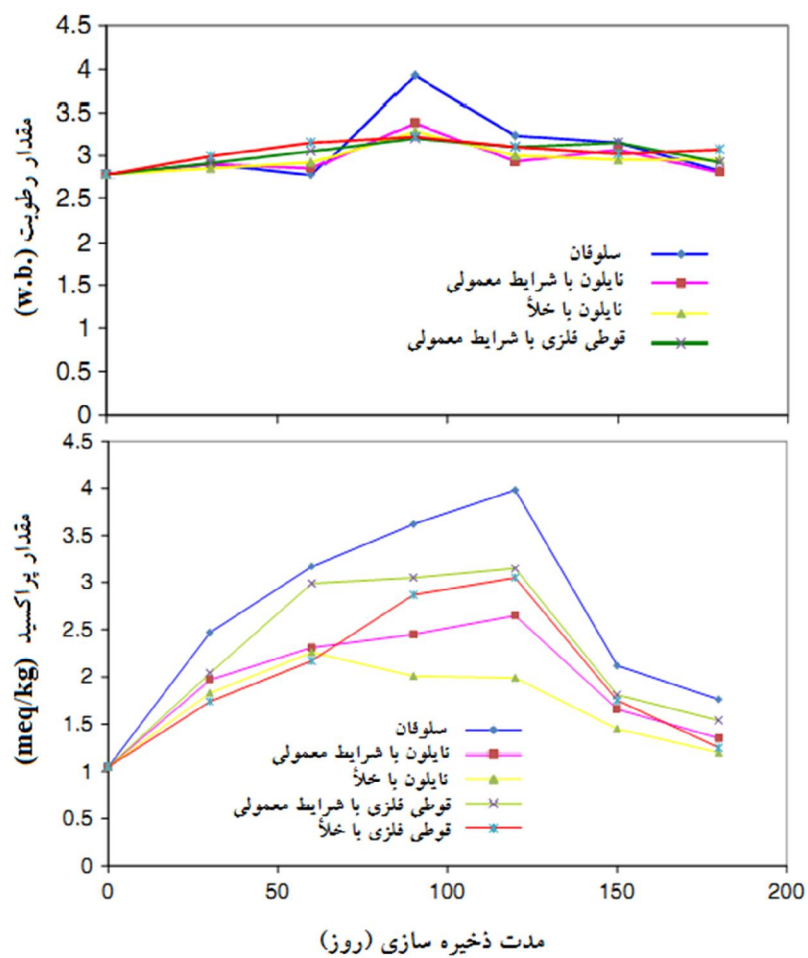 4.5
4
3.5
3
2.5
2
1.5
1
0.5
0
مقدار رطوبت (w.b.)
سلوفان
نایلون با شرایط معمولی
نایلون با خلأ
قوطی فلزی با شرایط معمولی
4.5
4
3.5
3
2.5
2
1.5
1
0.5
0
مقدار پراکسید (meq/kg)
سلوفان
نایلون با شرایط معمولی
نایلون با خلأ
قوطی فلزی با شرایط معمولی
قوطی فلزی با خلأ
0 50 100 150 200
مدت ذخیره سازی (روز)